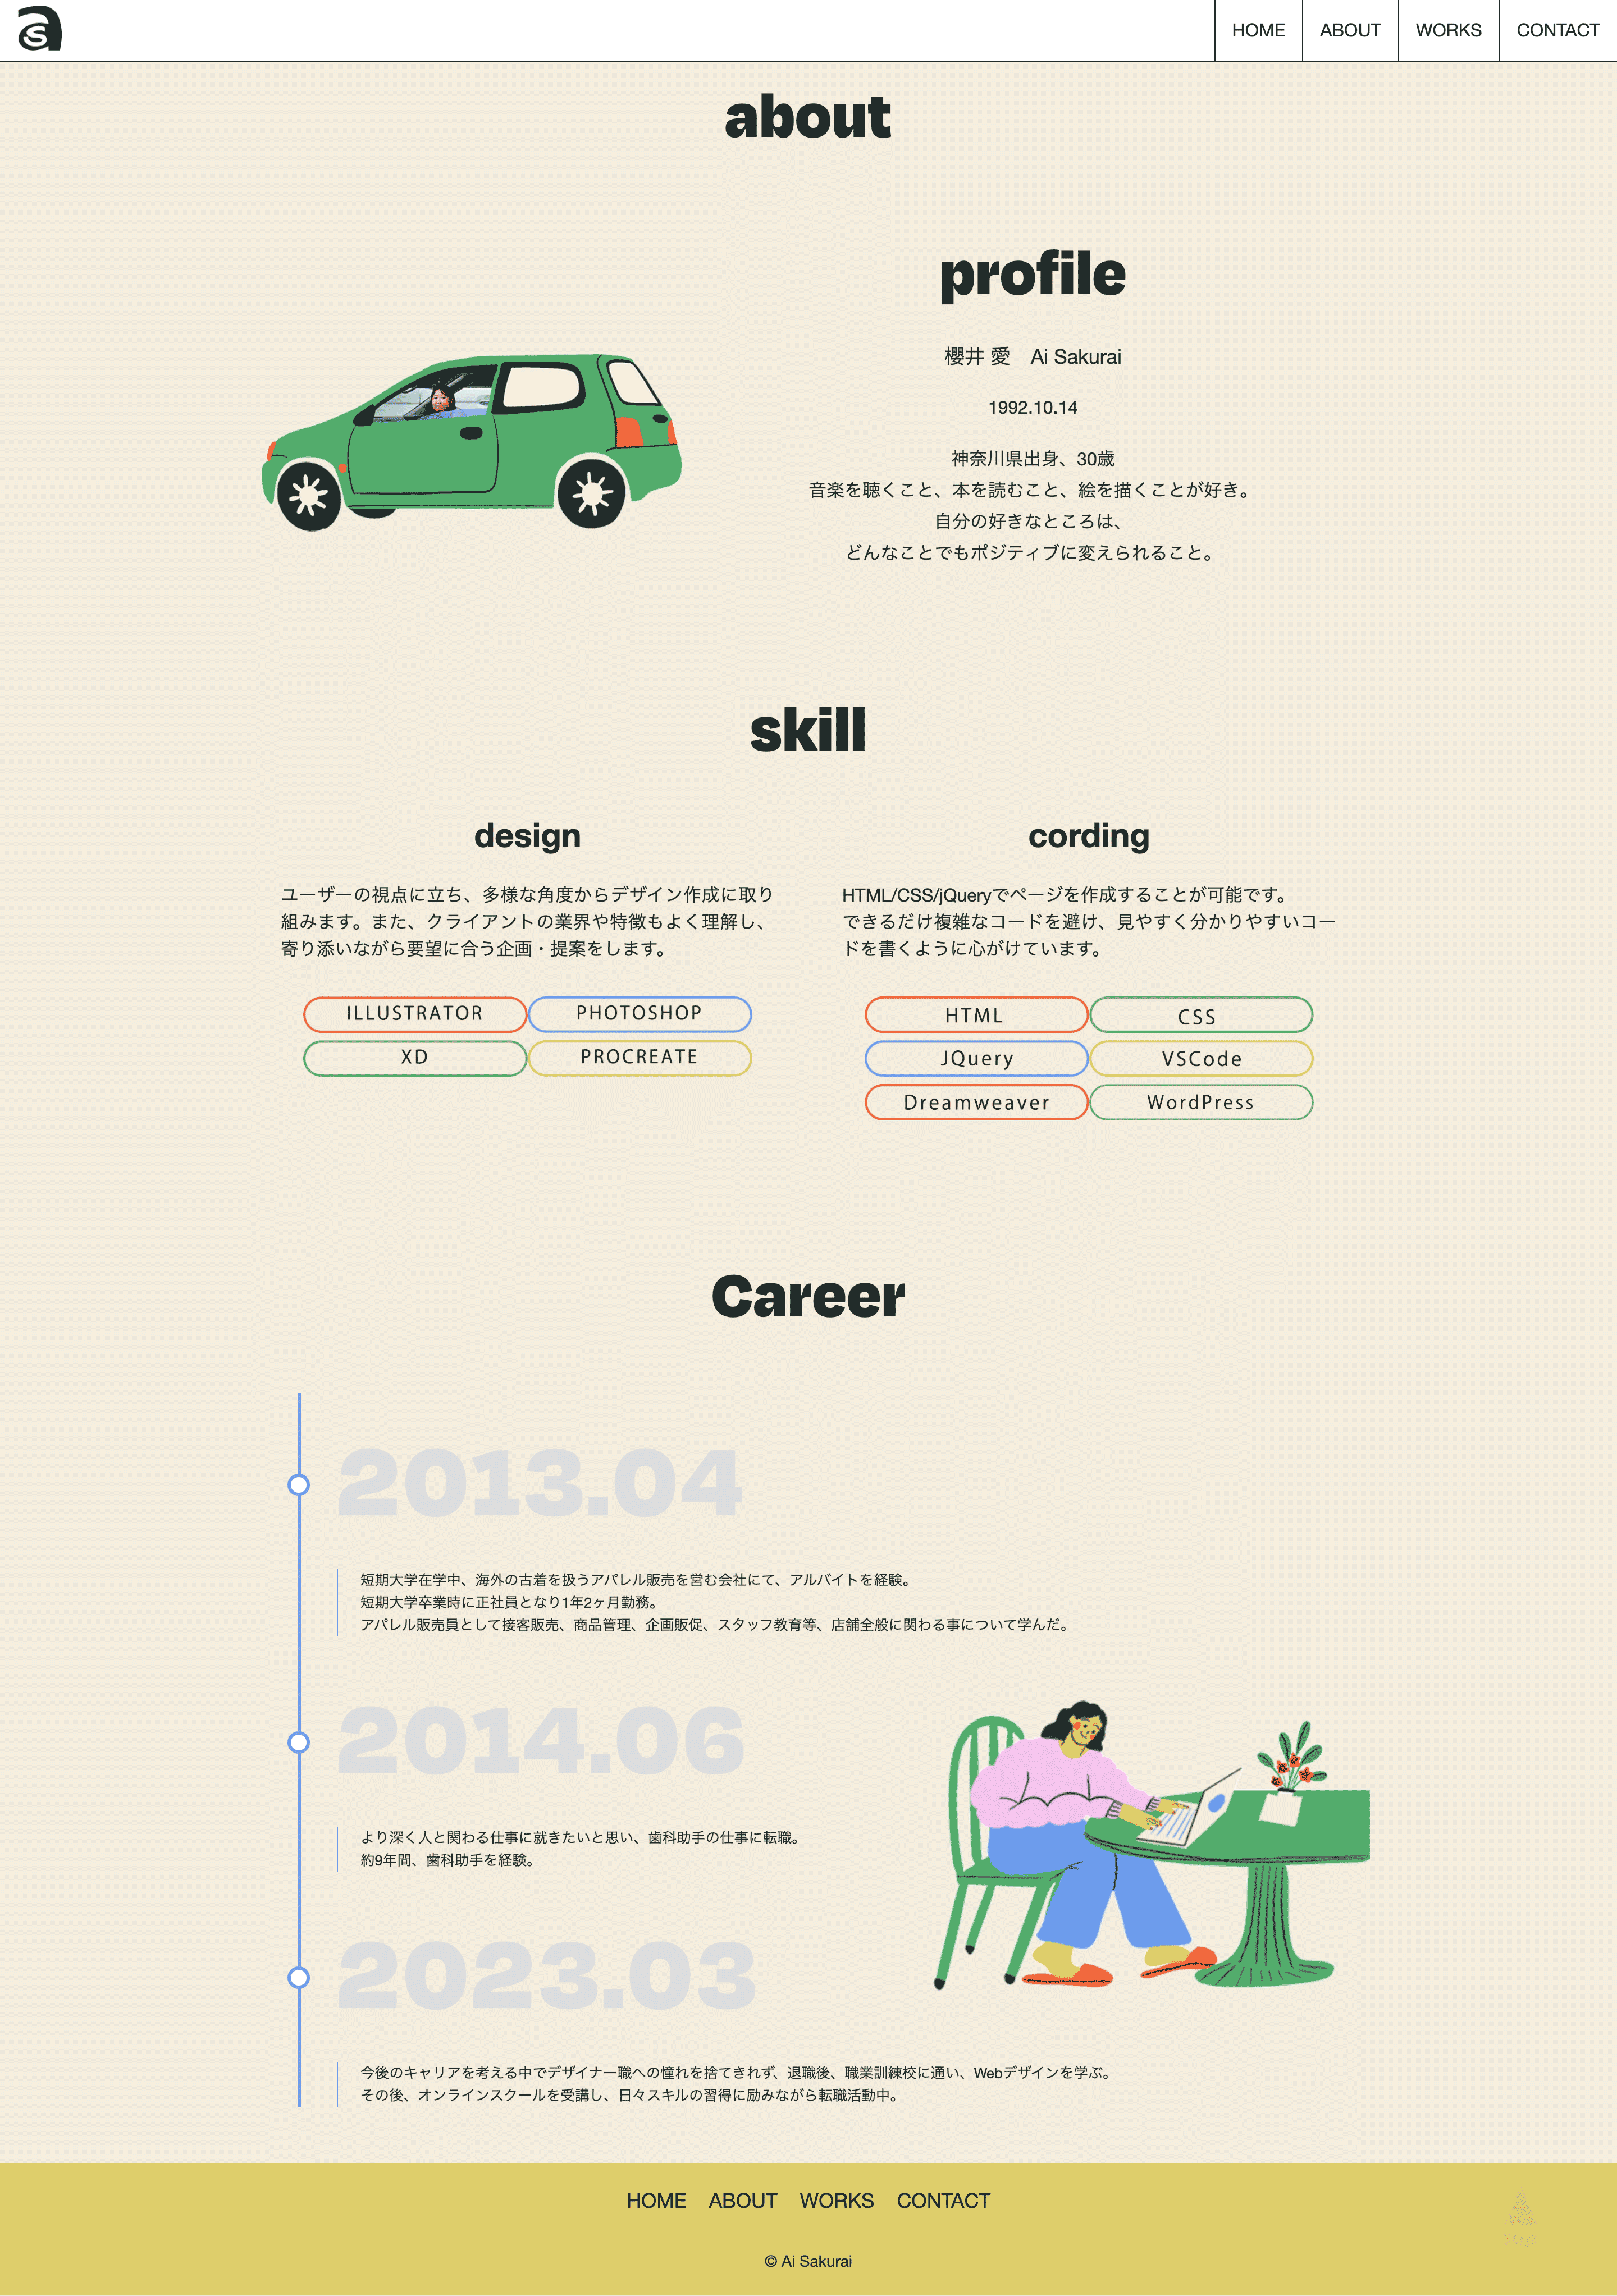 as
HOME ABOUT WORKS CONTACT
about
profile
櫻井 愛　Ai Sakurai
1992.10.14
神奈川県出身、30歳
音楽を聴くこと、本を読むこと、絵を描くことが好き。
自分の好きなところは、
どんなことでもポジティブに変えられること。
skill
design
ユーザーの視点に立ち、多様な角度からデザイン作成に取り
組みます。また、クライアントの業界や特徴もよく理解し、
寄り添いながら要望に合う企画・提案をします。
ILLUSTRATOR PHOTOSHOP
XD PROCREATE
cording
HTML/CSS/jQueryでページを作成することが可能です。
できるだけ複雑なコードを避け、見やすく分かりやすいコー
ドを書くように心がけています。
HTML CSS
JQuery VSCode
Dreamweaver WordPress
Career
2013.04
短期大学在学中、海外の古着を扱うアパレル販売を営む会社にて、アルバイトを経験。
短期大学卒業時に正社員となり1年2ヶ月勤務。
アパレル販売員として接客販売、商品管理、企画販促、スタッフ教育等、店舗全般に関わる事について学んだ。
2014.06
より深く人と関わる仕事に就きたいと思い、歯科助手の仕事に転職。
約9年間、歯科助手を経験。
2023.03
今後のキャリアを考える中でデザイナー職への憧れを捨てきれず、退職後、職業訓練校に通い、Webデザインを学ぶ。
その後、オンラインスクールを受講し、日々スキルの習得に励みながら転職活動中。
HOME ABOUT WORKS CONTACT
top
© Ai Sakurai